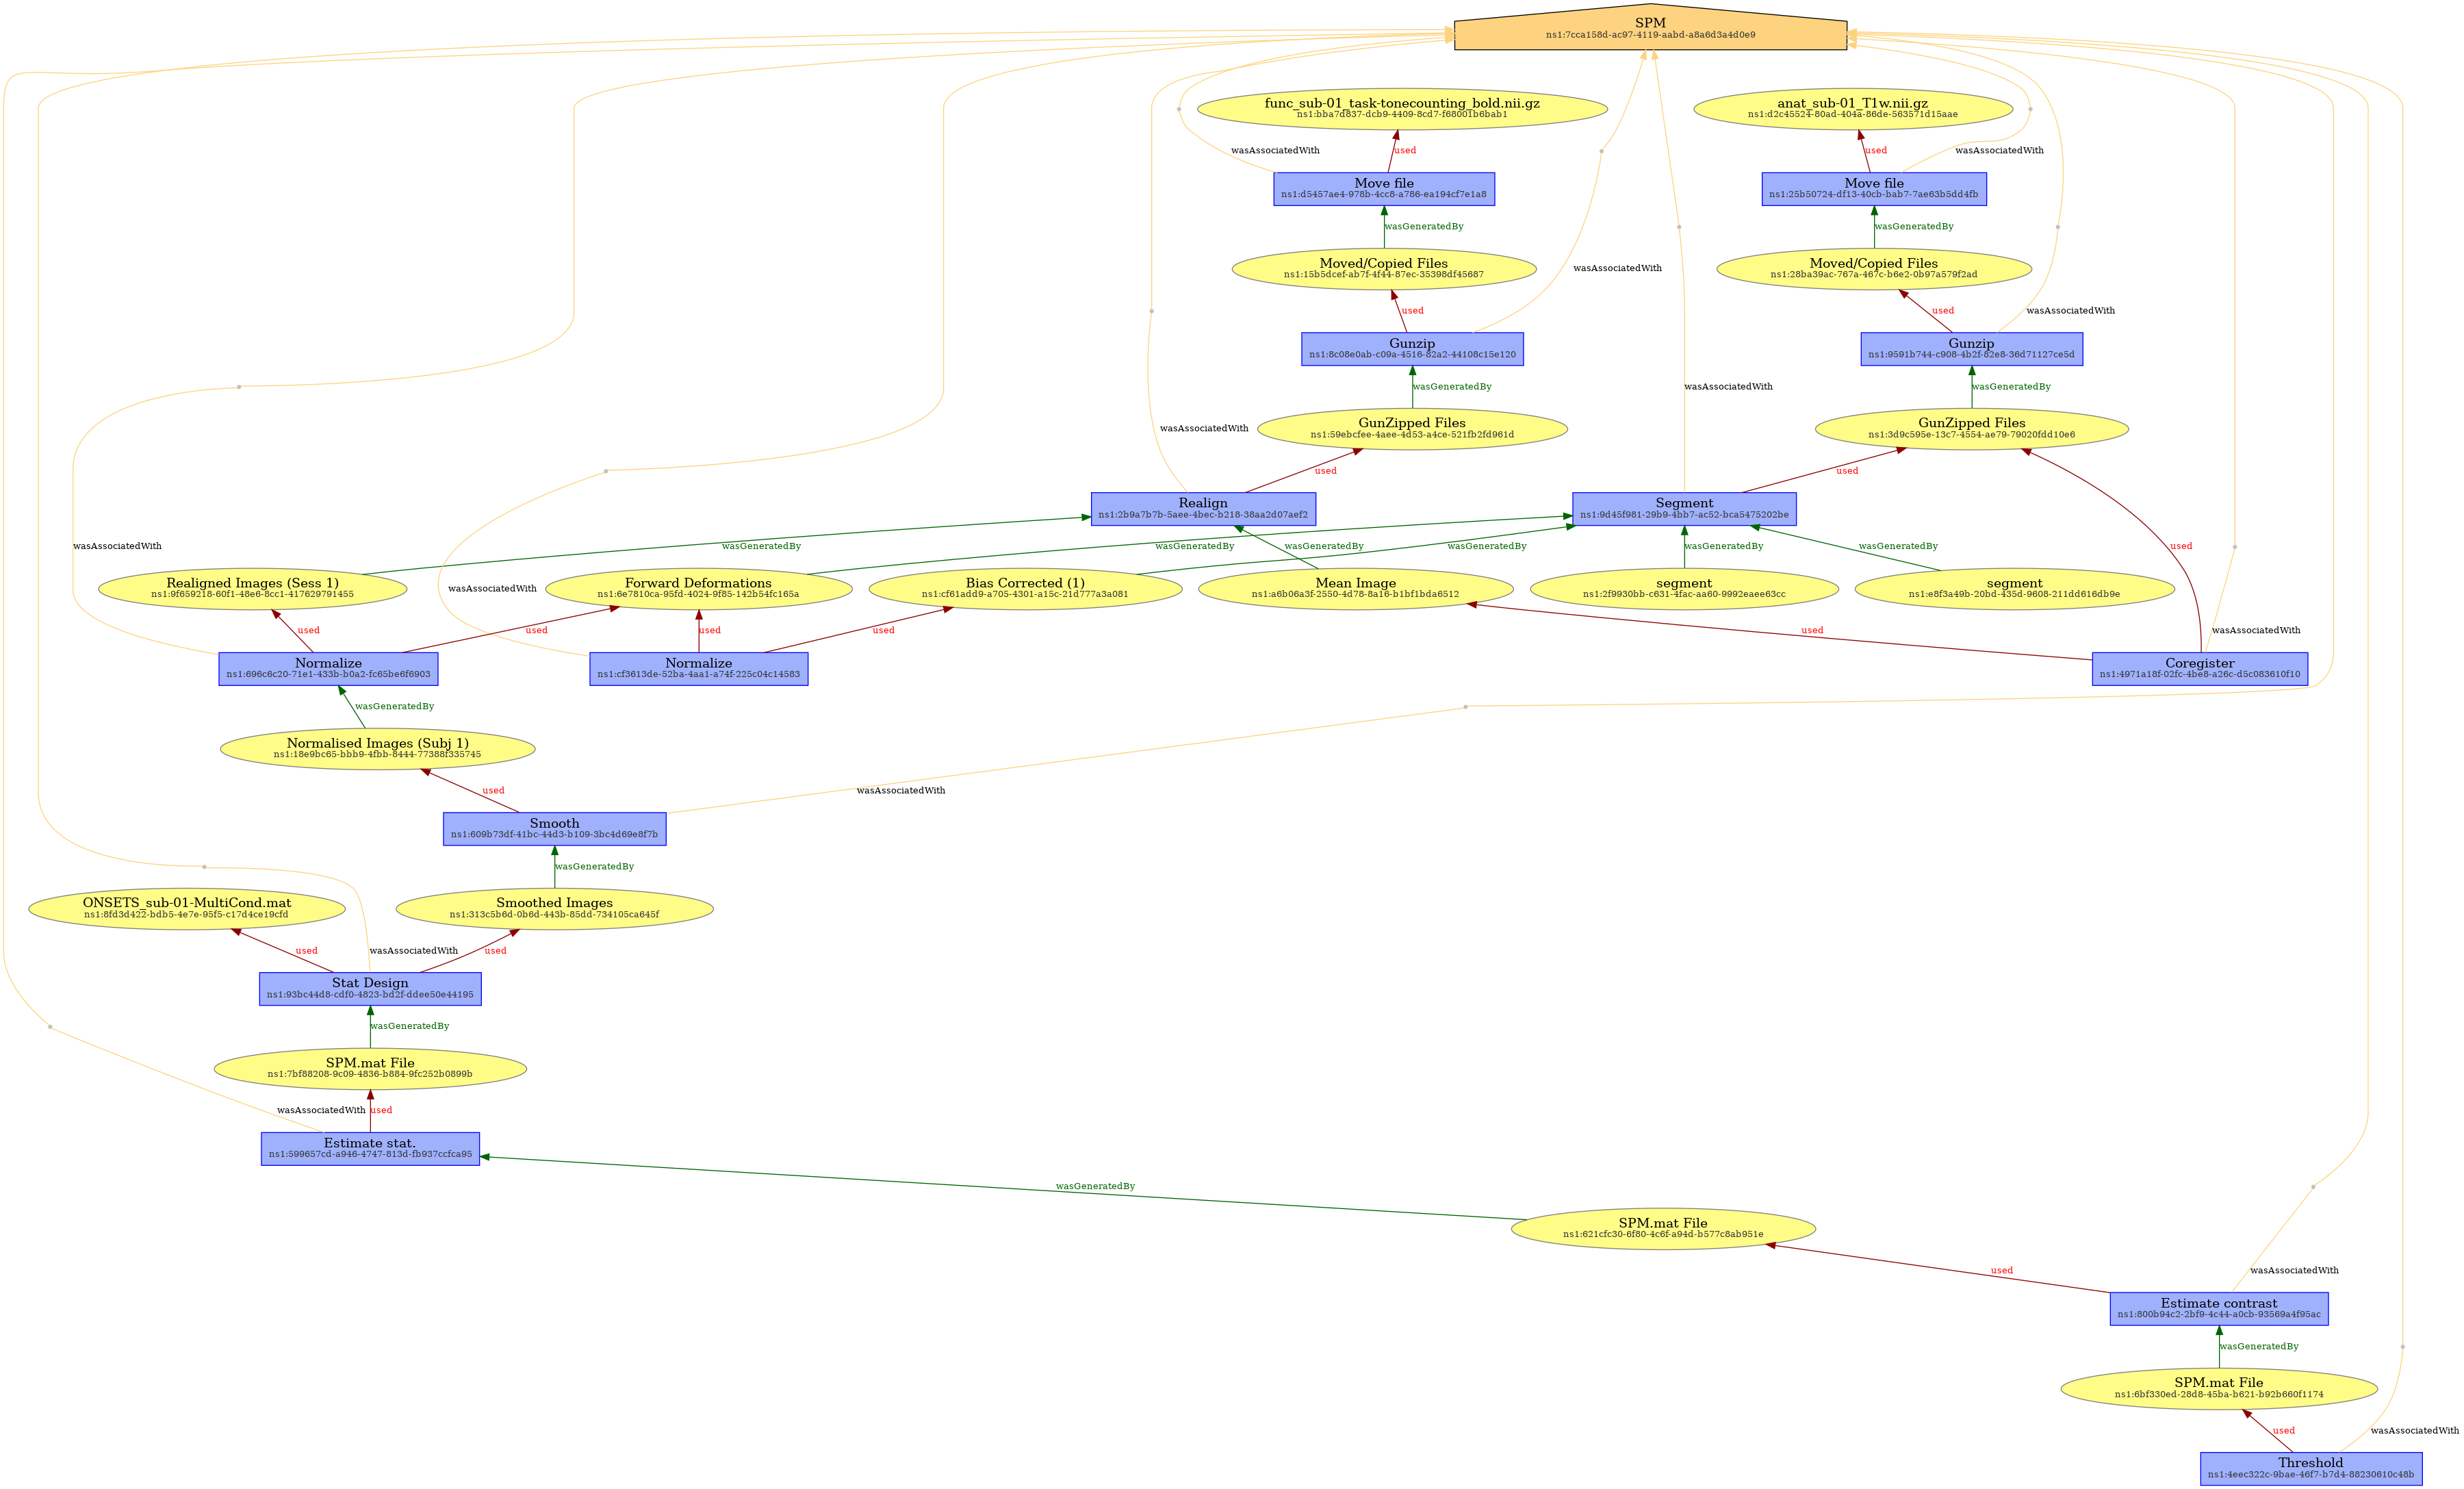 SPM
ns1:7cca158d-ac97-4119-aabd-a8a6d3a4d0e9
func_sub-01_task-tonecounting_bold.nii.gz
ns1:bba7d837-dcb9-4409-8cd7-f68001b6bab1
anat_sub-01_T1w.nii.gz
ns1:d2c45524-80ad-404a-86de-563571d15aae
wasAssociatedWith
used
used
wasAssociatedWith
Move file
ns1:d5457ae4-978b-4cc8-a786-ea194cf7e1a8
Move file
ns1:25b50724-df13-40cb-bab7-7ae63b5dd4fb
wasGeneratedBy
wasGeneratedBy
Moved/Copied Files
ns1:15b5dcef-ab7f-4f44-87ec-35398df45687
wasAssociatedWith
Moved/Copied Files
ns1:28ba39ac-767a-467c-b6e2-0b97a579f2ad
used
used
wasAssociatedWith
Gunzip
ns1:8c08e0ab-c09a-4516-82a2-44108c15e120
Gunzip
ns1:9591b744-c908-4b2f-82e8-36d71127ce5d
wasGeneratedBy
wasAssociatedWith
wasGeneratedBy
wasAssociatedWith
GunZipped Files
ns1:59ebcfee-4aee-4d53-a4ce-521fb2fd961d
GunZipped Files
ns1:3d9c595e-13c7-4554-ae79-79020fdd10e6
used
used
Realign
ns1:2b9a7b7b-5aee-4bec-b218-38aa2d07aef2
Segment
ns1:9d45f981-29b9-4bb7-ac52-bca5475202be
wasAssociatedWith
wasGeneratedBy
wasGeneratedBy
wasGeneratedBy
wasGeneratedBy
wasGeneratedBy
wasGeneratedBy
used
Realigned Images (Sess 1)
ns1:9f659218-60f1-48e6-8cc1-417629791455
wasAssociatedWith
Forward Deformations
ns1:6e7810ca-95fd-4024-9f85-142b54fc165a
Bias Corrected (1)
ns1:cf61add9-a705-4301-a15c-21d777a3a081
Mean Image
ns1:a6b06a3f-2550-4d78-8a16-b1bf1bda6512
segment
ns1:2f9930bb-c631-4fac-aa60-9992eaee63cc
segment
ns1:e8f3a49b-20bd-435d-9608-211dd616db9e
used
used
used
used
used
wasAssociatedWith
Normalize
ns1:696c6c20-71e1-433b-b0a2-fc65be6f6903
Normalize
ns1:cf3613de-52ba-4aa1-a74f-225c04c14583
Coregister
ns1:4971a18f-02fc-4be8-a26c-d5c083610f10
wasGeneratedBy
Normalised Images (Subj 1)
ns1:18e9bc65-bbb9-4fbb-8444-77388f335745
used
wasAssociatedWith
Smooth
ns1:609b73df-41bc-44d3-b109-3bc4d69e8f7b
wasGeneratedBy
ONSETS_sub-01-MultiCond.mat
ns1:8fd3d422-bdb5-4e7e-95f5-c17d4ce19cfd
Smoothed Images
ns1:313c5b6d-0b6d-443b-85dd-734105ca645f
used
wasAssociatedWith
used
Stat Design
ns1:93bc44d8-cdf0-4823-bd2f-ddee50e44195
wasGeneratedBy
SPM.mat File
ns1:7bf88208-9c09-4836-b884-9fc252b0899b
wasAssociatedWith
used
Estimate stat.
ns1:599657cd-a946-4747-813d-fb937ccfca95
wasGeneratedBy
SPM.mat File
ns1:621cfc30-6f80-4c6f-a94d-b577c8ab951e
used
wasAssociatedWith
Estimate contrast
ns1:800b94c2-2bf9-4c44-a0cb-93569a4f95ac
wasGeneratedBy
SPM.mat File
ns1:6bf330ed-28d8-45ba-b621-b92b660f1174
used
wasAssociatedWith
Threshold
ns1:4eec322c-9bae-46f7-b7d4-88230610c48b